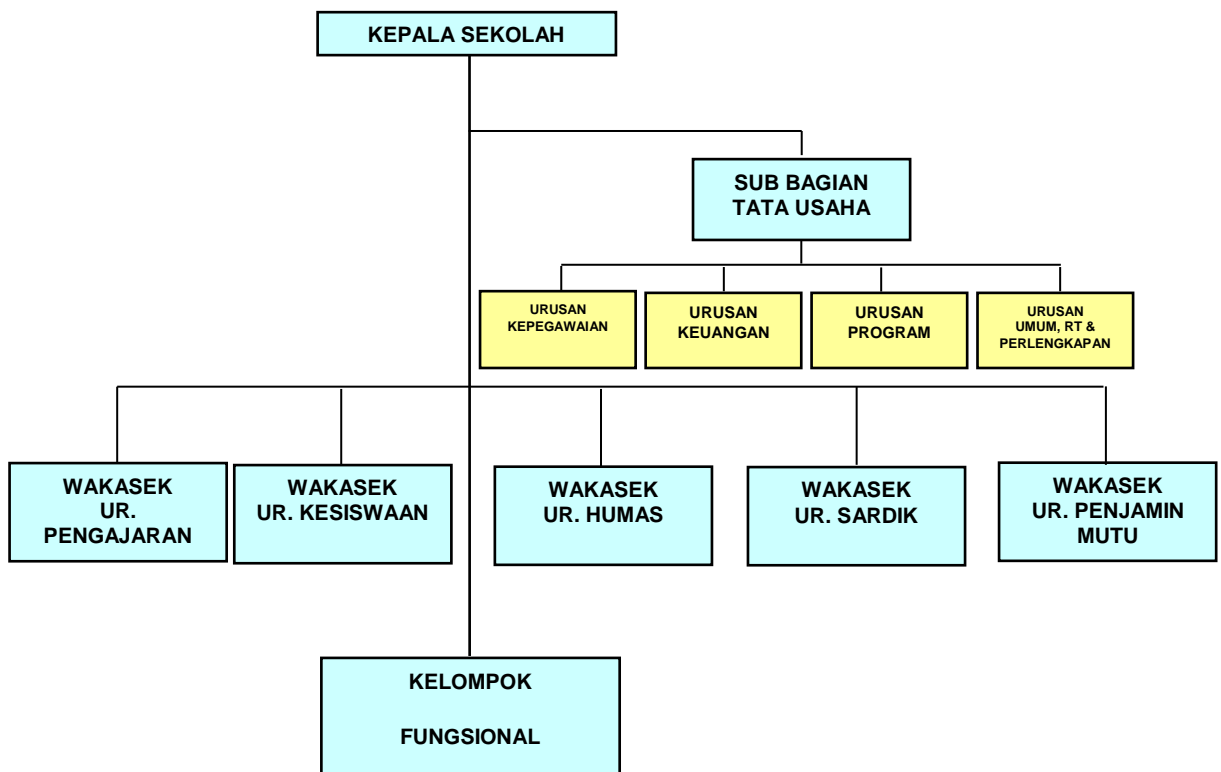 KEPALA SEKOLAH
SUB BAGIAN
TATA USAHA
URUSAN
KEPEGAWAIAN
URUSAN
KEUANGAN
URUSAN
PROGRAM
URUSAN
UMUM, RT &
PERLENGKAPAN
WAKASEK
UR.
PENGAJARAN
WAKASEK
UR. KESISWAAN
WAKASEK
UR. HUMAS
WAKASEK
UR. SARDIK
WAKASEK
UR. PENJAMIN
MUTU
KELOMPOK
FUNGSIONAL